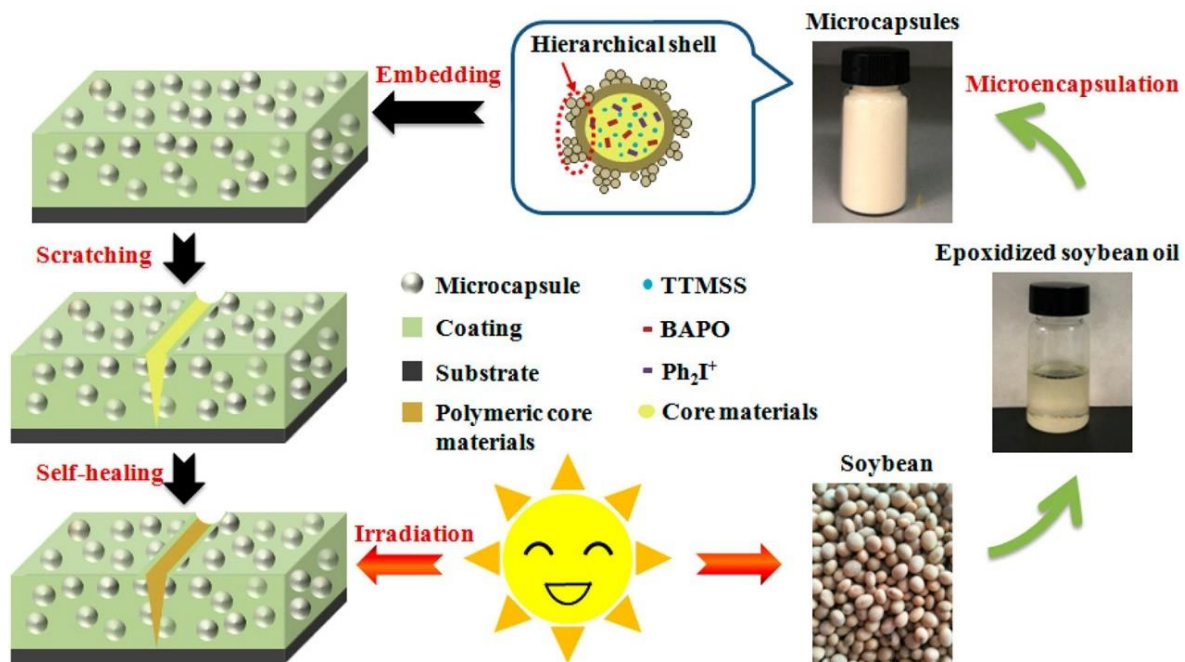 Microcapsules
Hierarchical shell
Embedding
Microencapsulation
Scratching
Epoxidized soybean oil
Microcapsule
TTMSS
Coating
BAPO
Substrate
Ph₂I⁺
Polymeric core
materials
Core materials
Self-healing
Soybean
Irradiation